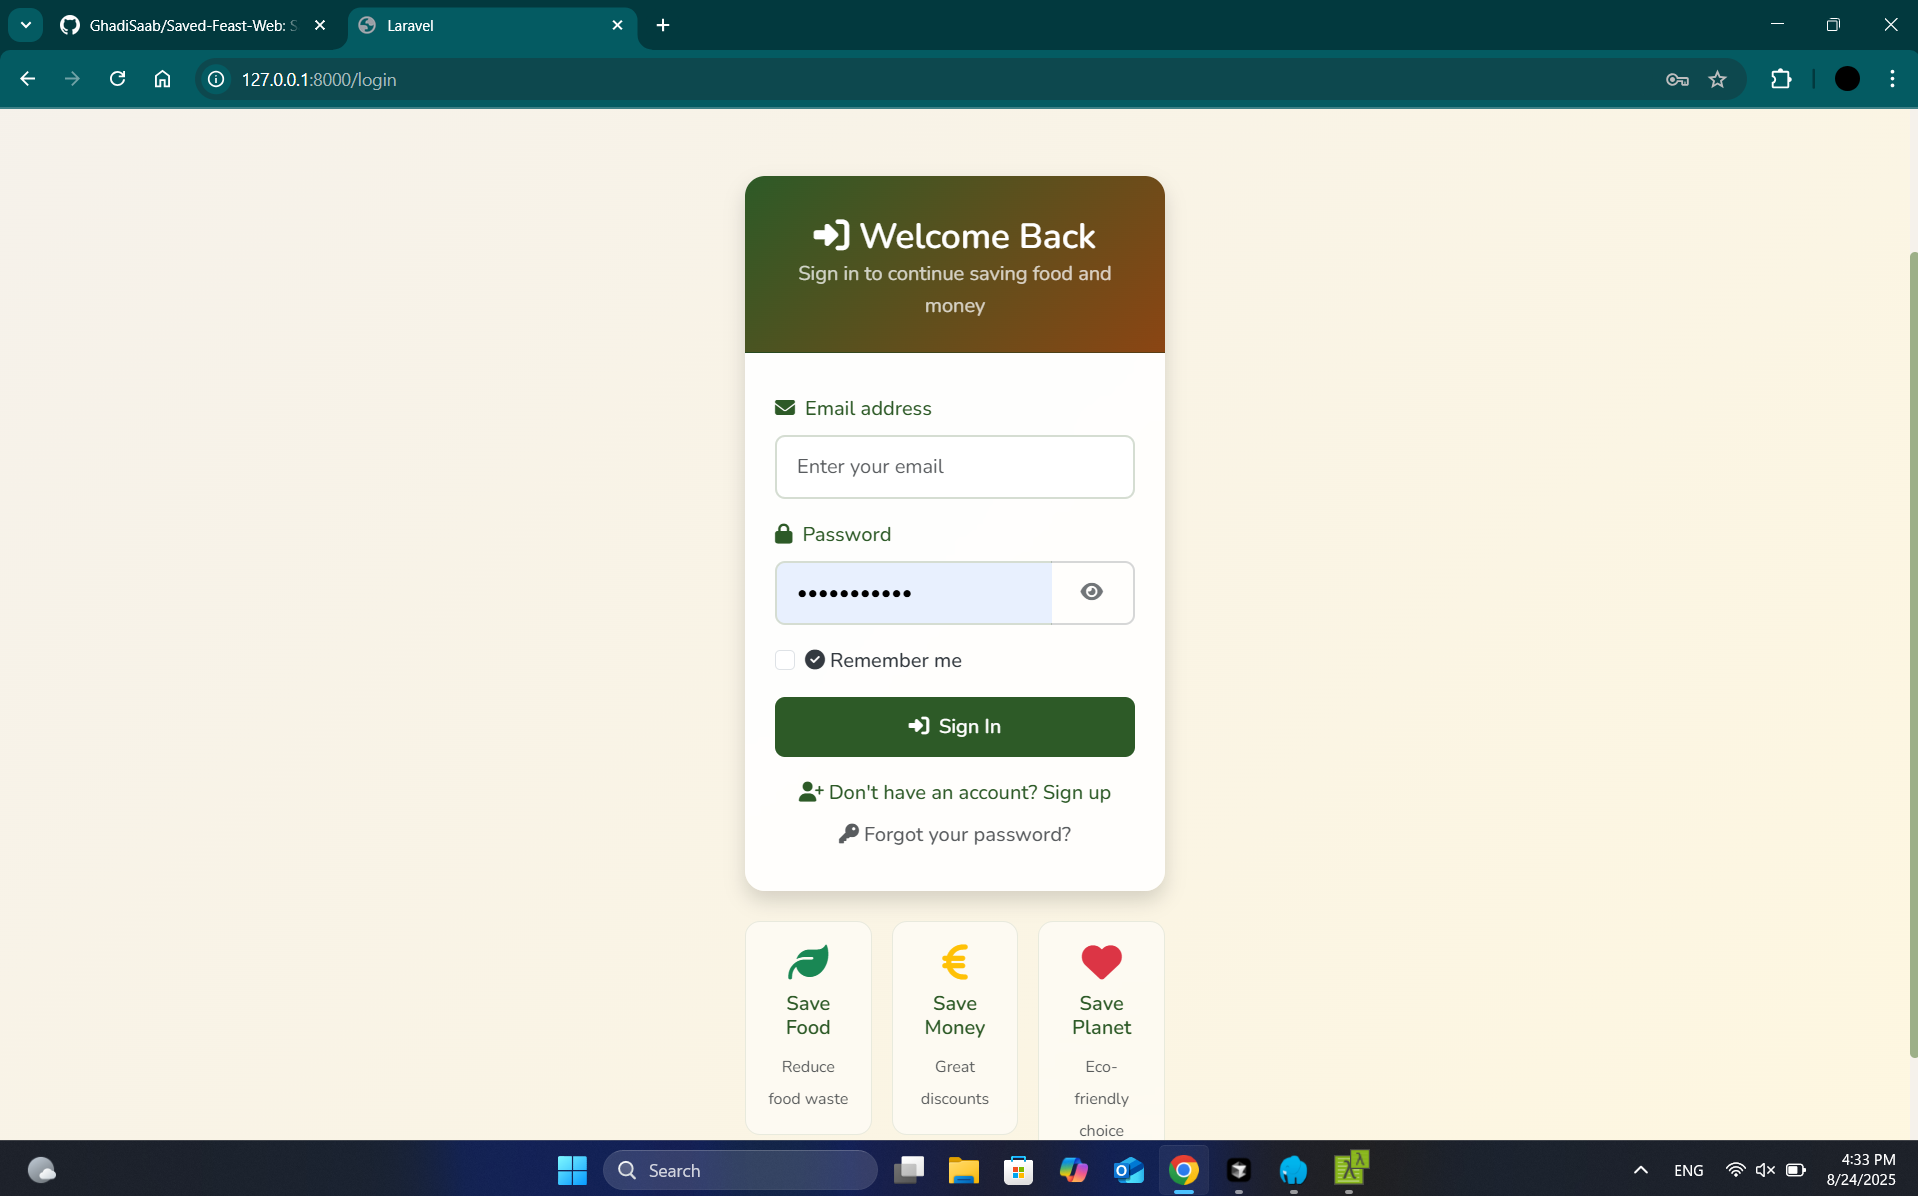 GhadiSaab/Saved-Feast-Web: S
Laravel
127.0.0.1:8000/login
Welcome Back
Sign in to continue saving food and
money
Email address
Enter your email
Password
•••••••••••
Remember me
Sign In
Don't have an account? Sign up
Forgot your password?
Save
Food
Reduce
food waste
Save
Money
Great
discounts
Save
Planet
Eco-
friendly
choice
Search
ENG
4:33 PM
8/24/2025